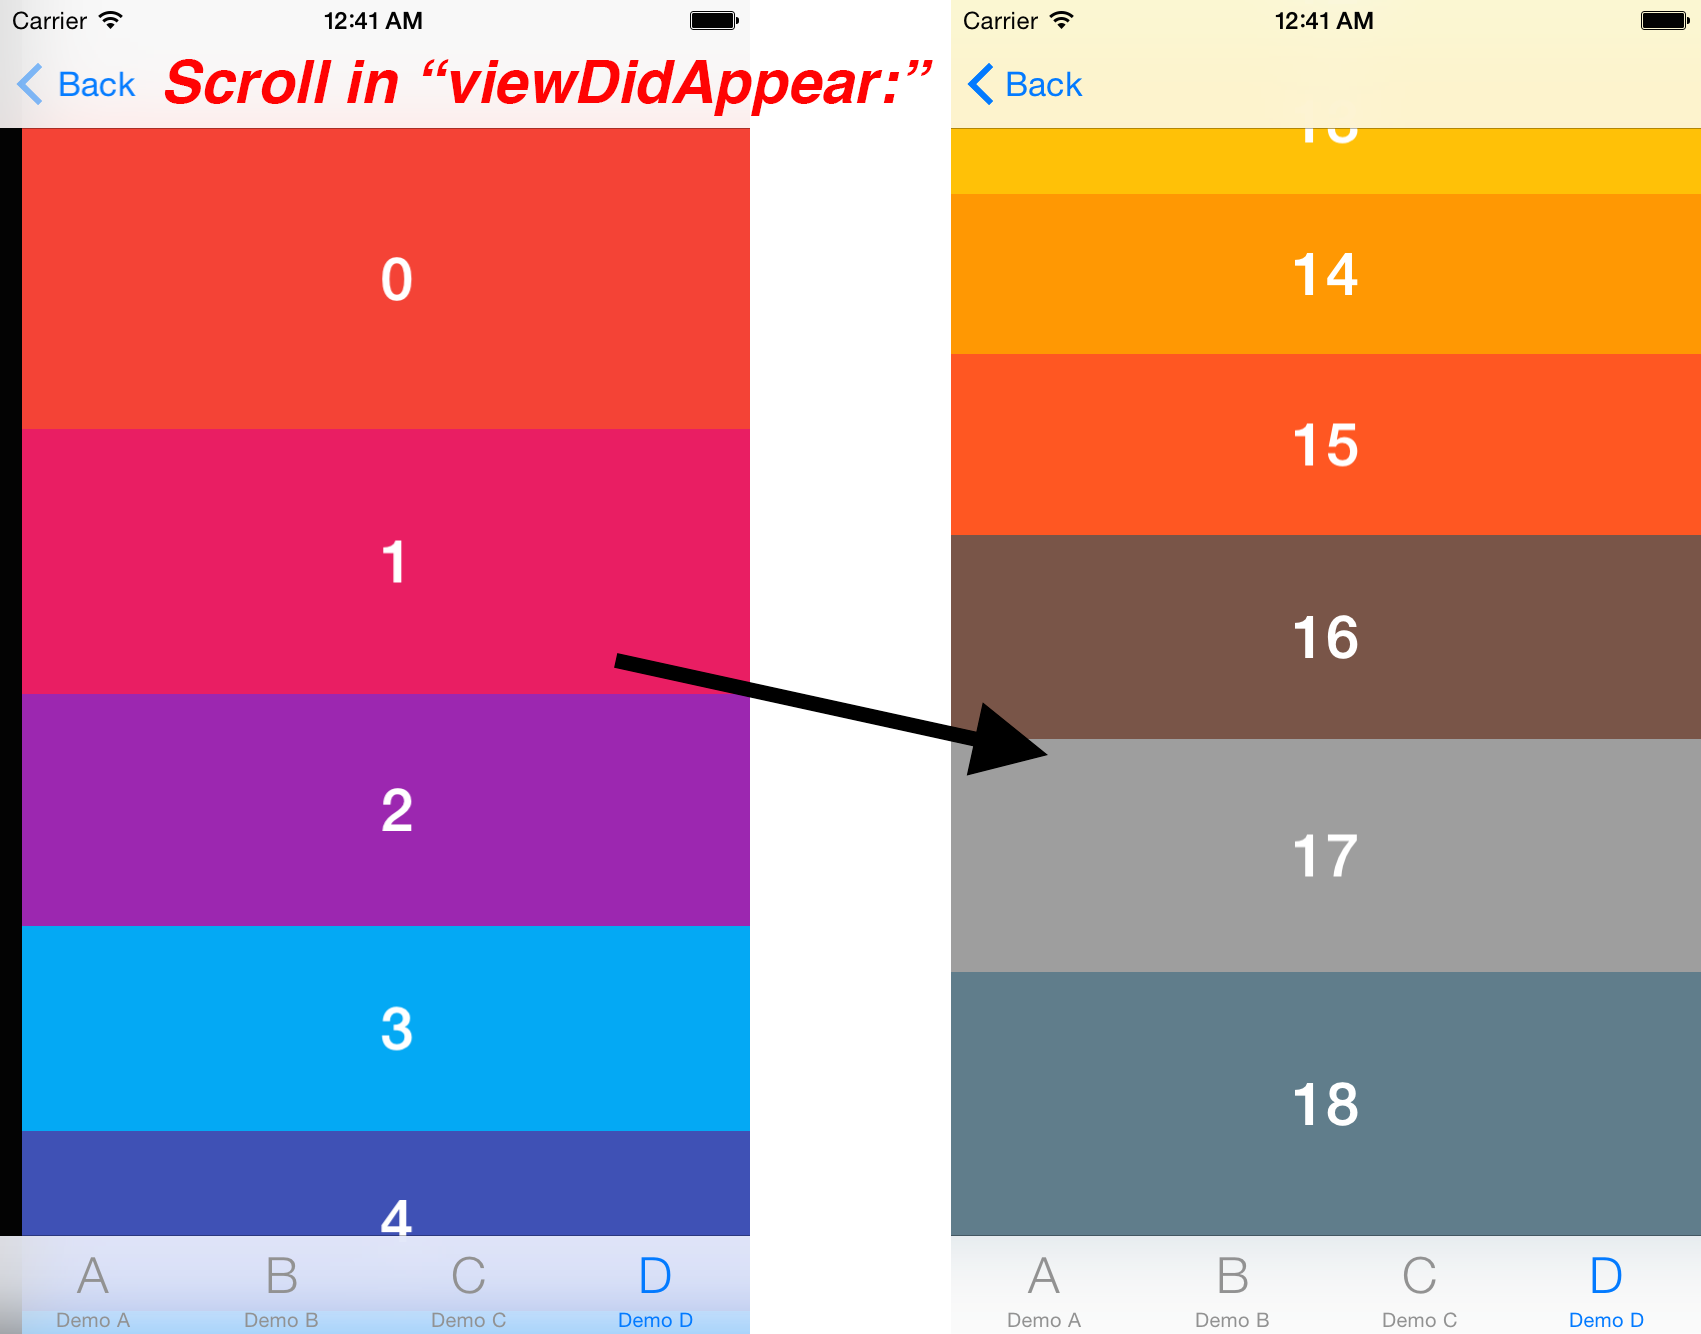 Carrier 12:41 AM
Back Scroll in “viewDidAppear:”
0
1
2
3
4
A B C D
Demo A Demo B Demo C Demo D
Carrier 12:41 AM
Back
14
15
16
17
18
A B C D
Demo A Demo B Demo C Demo D